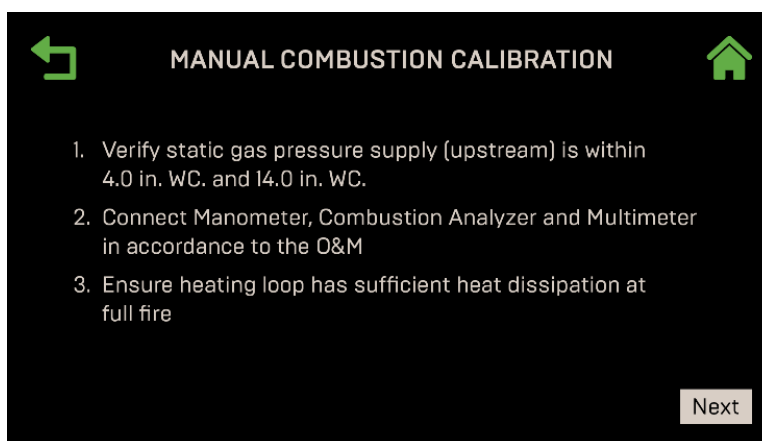 MANUAL COMBUSTION CALIBRATION
1. Verify static gas pressure supply (upstream) is within
4.0 in. WC. and 14.0 in. WC.
2. Connect Manometer, Combustion Analyzer and Multimeter
in accordance to the O&M
3. Ensure heating loop has sufficient heat dissipation at
full fire
Next